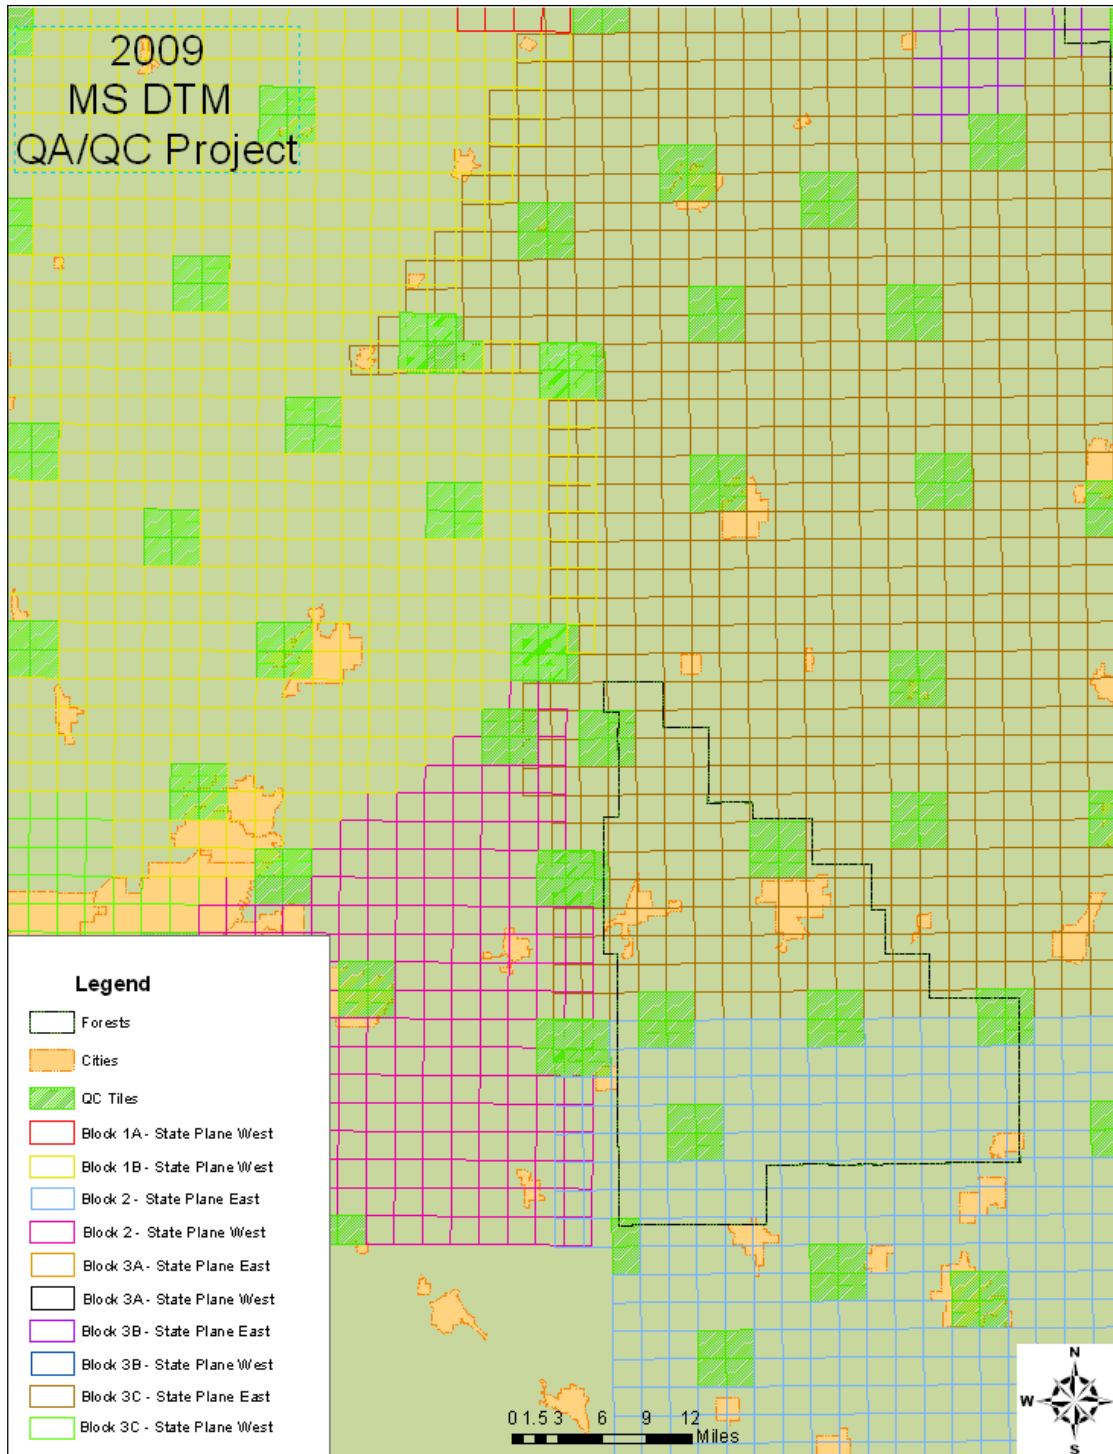 2009
MS DTM
QA/QC Project
Legend
Forests
Cities
QC Tiles
Block 1A - State Plane West
Block 1B - State Plane West
Block 2 - State Plane East
Block 2 - State Plane West
Block 3A - State Plane East
Block 3A - State Plane West
Block 3B - State Plane East
Block 3B - State Plane West
Block 3C - State Plane East
Block 3C - State Plane West
0 1.5 3 6 9 12
Miles
N
W E
S